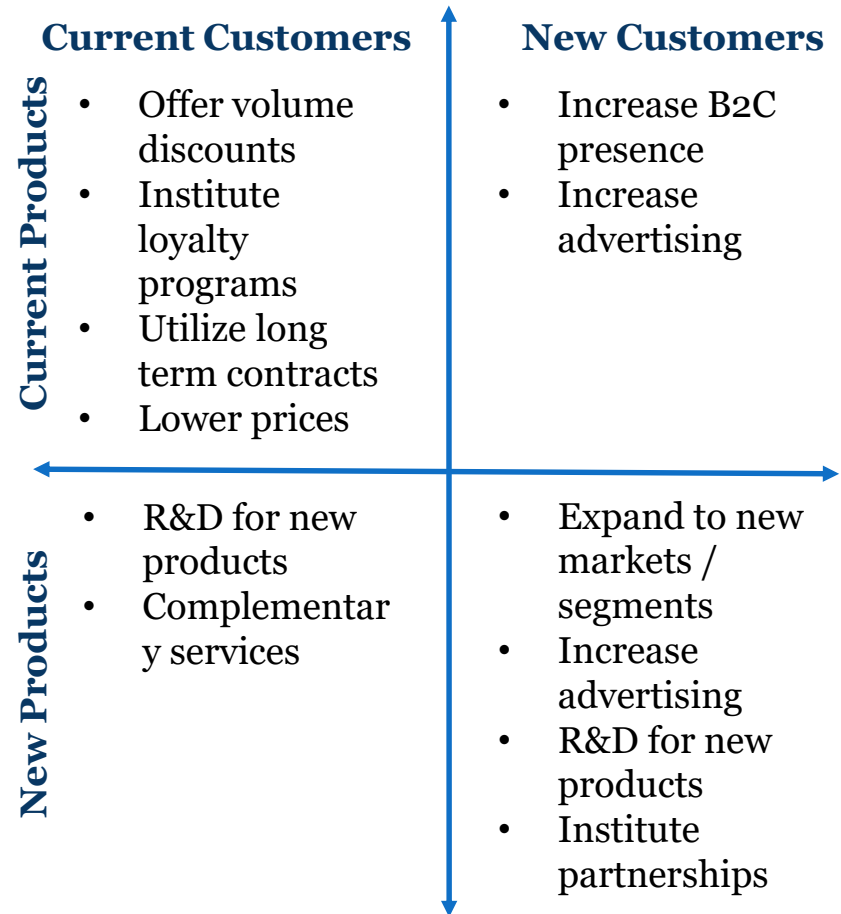 Current Customers
New Customers
Current Products
• Offer volume
discounts
• Institute
loyalty
programs
• Utilize long
term contracts
• Lower prices
• Increase B2C
presence
• Increase
advertising
New Products
• R&D for new
products
• Complementar
y services
• Expand to new
markets /
segments
• Increase
advertising
• R&D for new
products
• Institute
partnerships